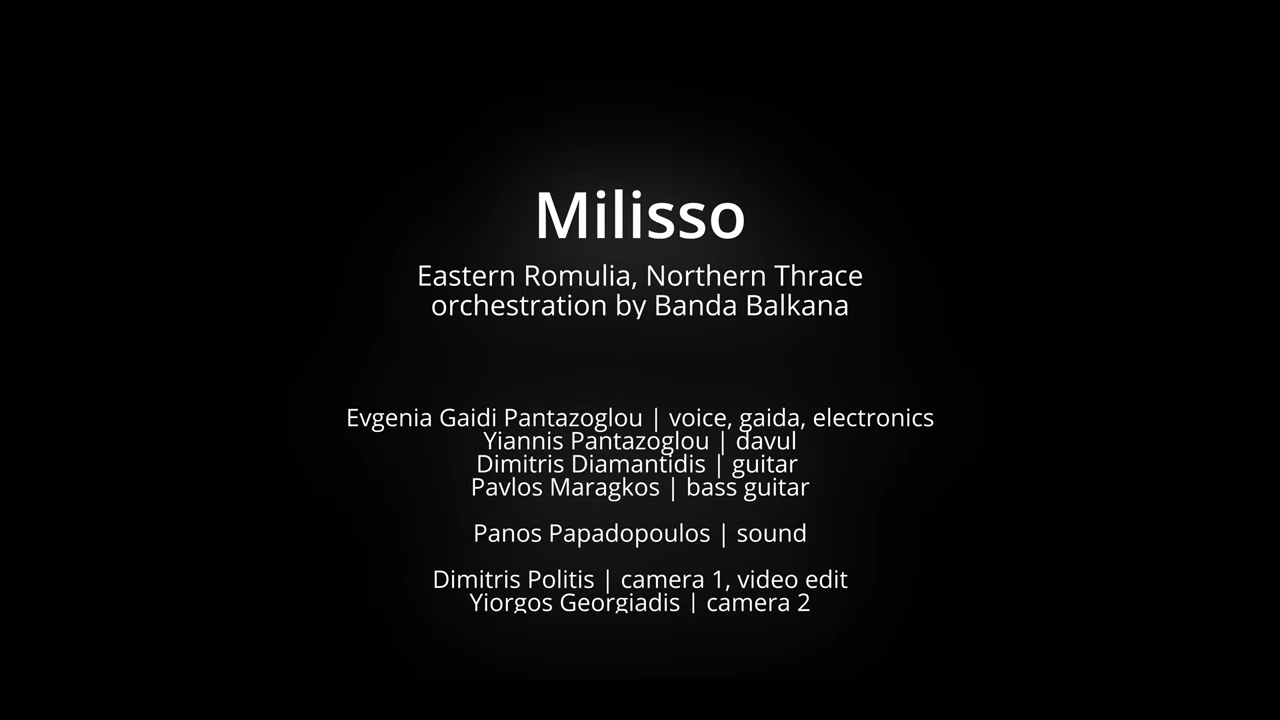 Milisso
Eastern Romulia, Northern Thrace
orchestration by Banda Balkana
Evgenia Gaidi Pantazoglou | voice, gaida, electronics
Yiannis Pantazoglou | davul
Dimitris Diamantidis | guitar
Pavlos Maragkos | bass guitar
Panos Papadopoulos | sound
Dimitris Politis | camera 1, video edit
Yiorgos Georgiadis | camera 2